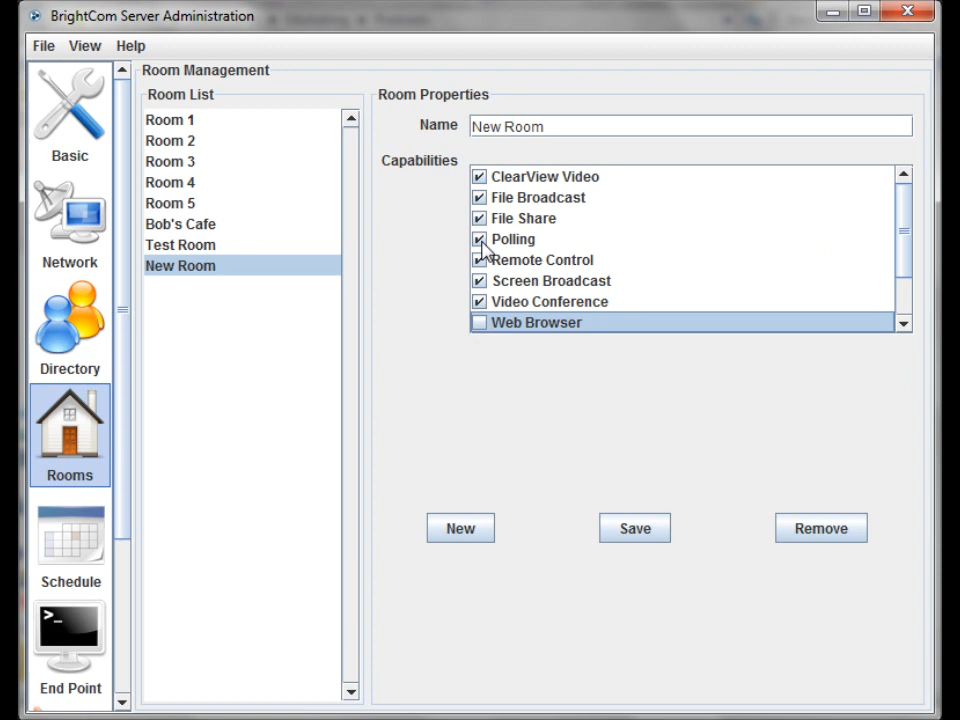 BrightCom Server Administration
File View Help
Basic
Network
Directory
Rooms
Schedule
>_
End Point
Room Management
Room List
Room 1
Room 2
Room 3
Room 4
Room 5
Bob's Cafe
Test Room
New Room
Room Properties
Name New Room
Capabilities
ClearView Video
File Broadcast
File Share
Polling
Remote Control
Screen Broadcast
Video Conference
Web Browser
New Save Remove